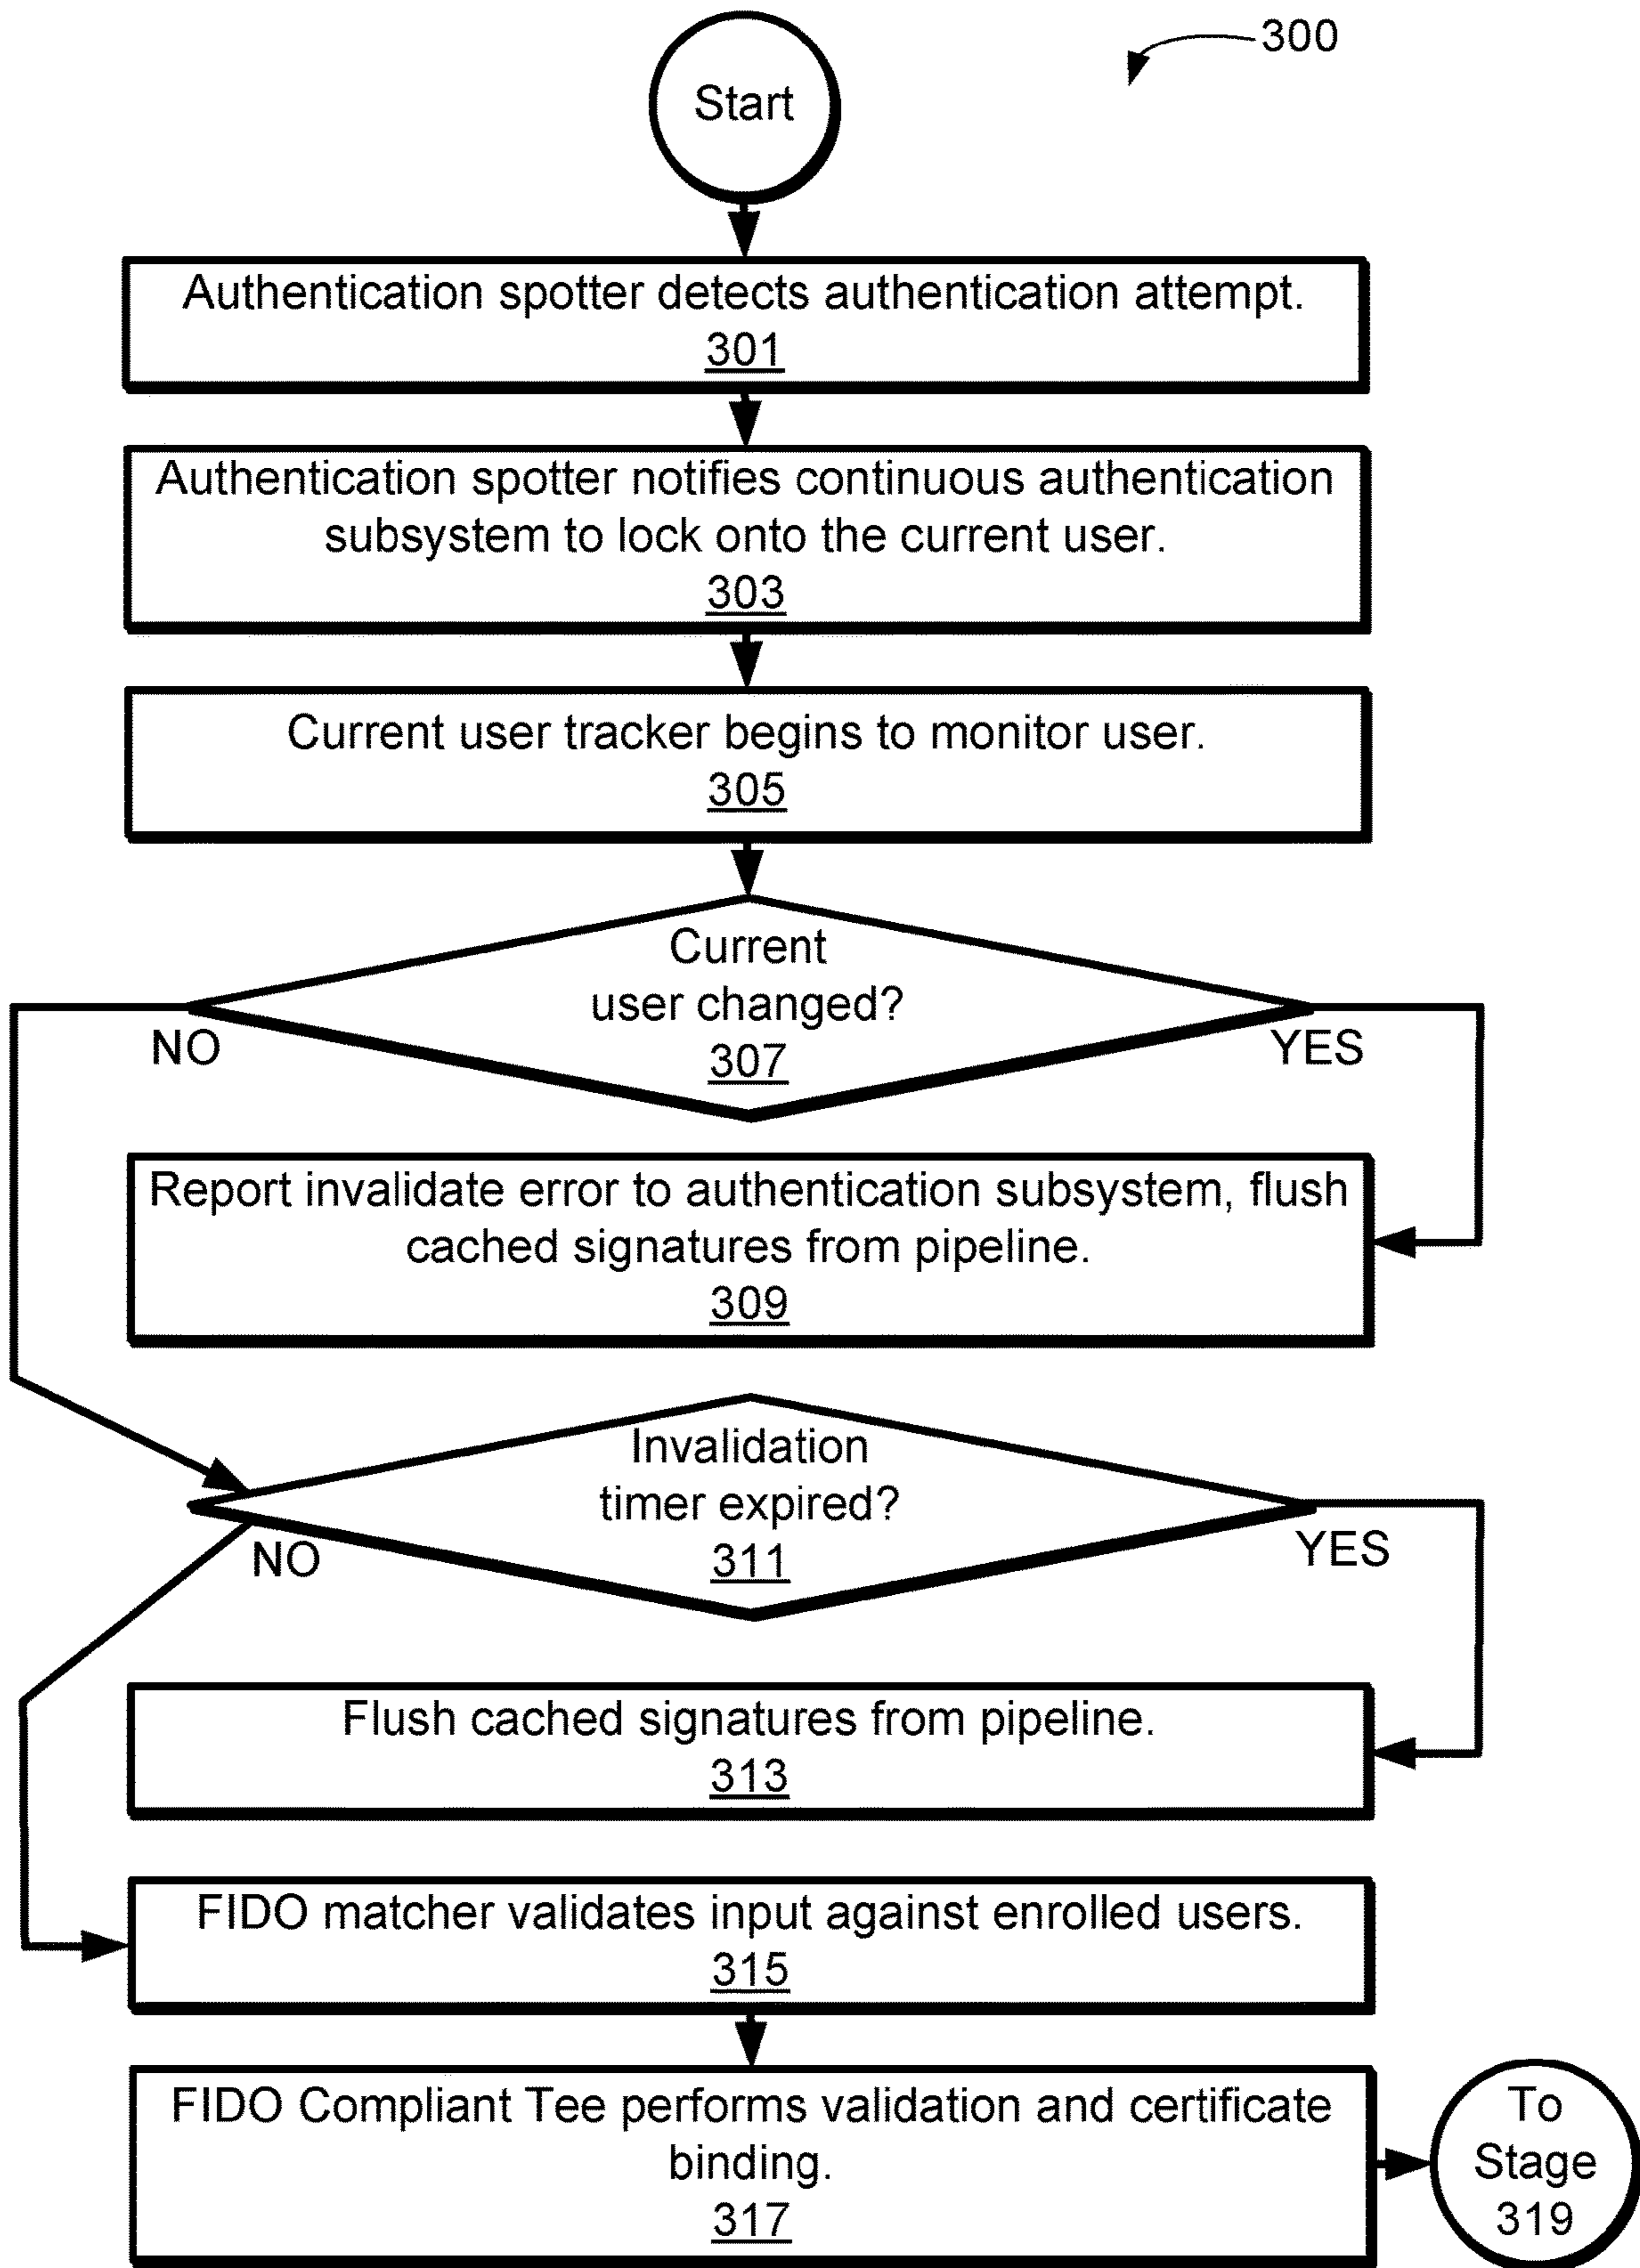 300
Start
Authentication spotter detects authentication attempt.
301
Authentication spotter notifies continuous authentication
subsystem to lock onto the current user.
303
Current user tracker begins to monitor user.
305
Current
user changed?
307
NO
YES
Report invalidate error to authentication subsystem, flush
cached signatures from pipeline.
309
Invalidation
timer expired?
311
NO
YES
Flush cached signatures from pipeline.
313
FIDO matcher validates input against enrolled users.
315
FIDO Compliant Tee performs validation and certificate
binding.
317
To
Stage
319